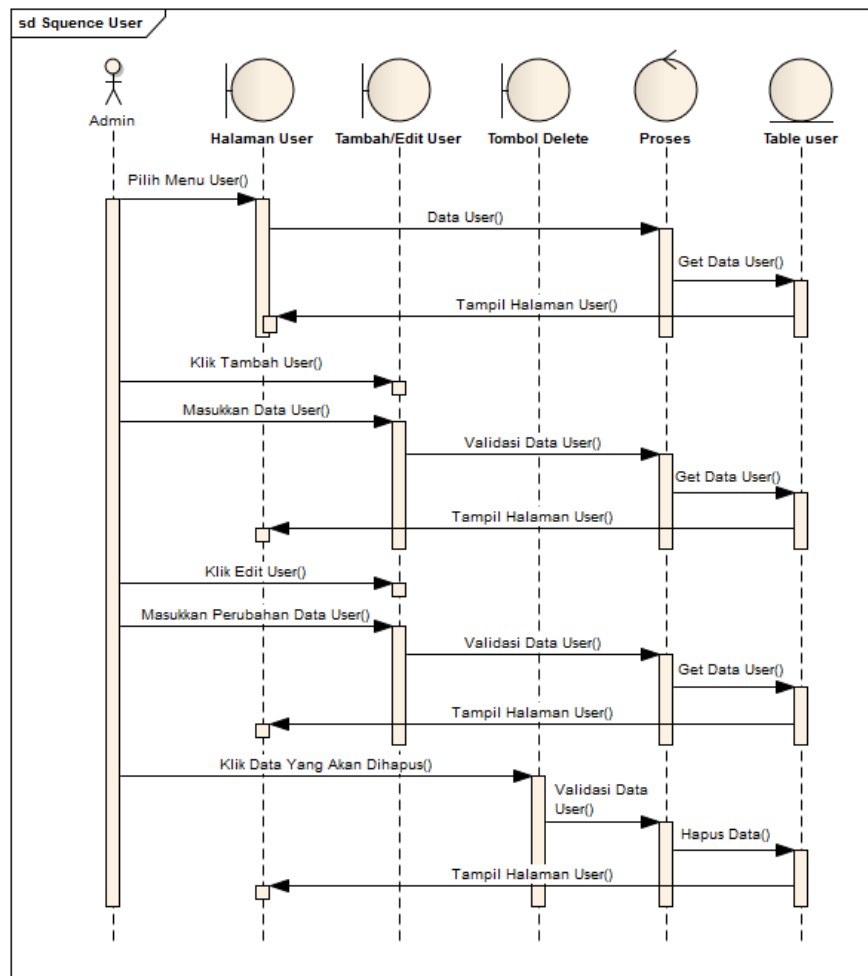 sd Squence User
Admin
Halaman User
Tambah/Edit User
Tombol Delete
Proses
Table user
Pilih Menu User()
Data User()
Get Data User()
Tampil Halaman User()
Klik Tambah User()
Masukkan Data User()
Validasi Data User()
Get Data User()
Tampil Halaman User()
Klik Edit User()
Masukkan Perubahan Data User()
Validasi Data User()
Get Data User()
Tampil Halaman User()
Klik Data Yang Akan Dihapus()
Validasi Data
User()
Hapus Data()
Tampil Halaman User()